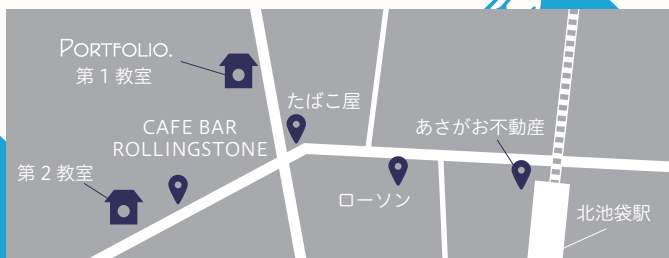 PORTFOLIO.
第1教室
たばこ屋
CAFE BAR
ROLLINGSTONE
あさがお不動産
第2教室
ローソン
北池袋駅